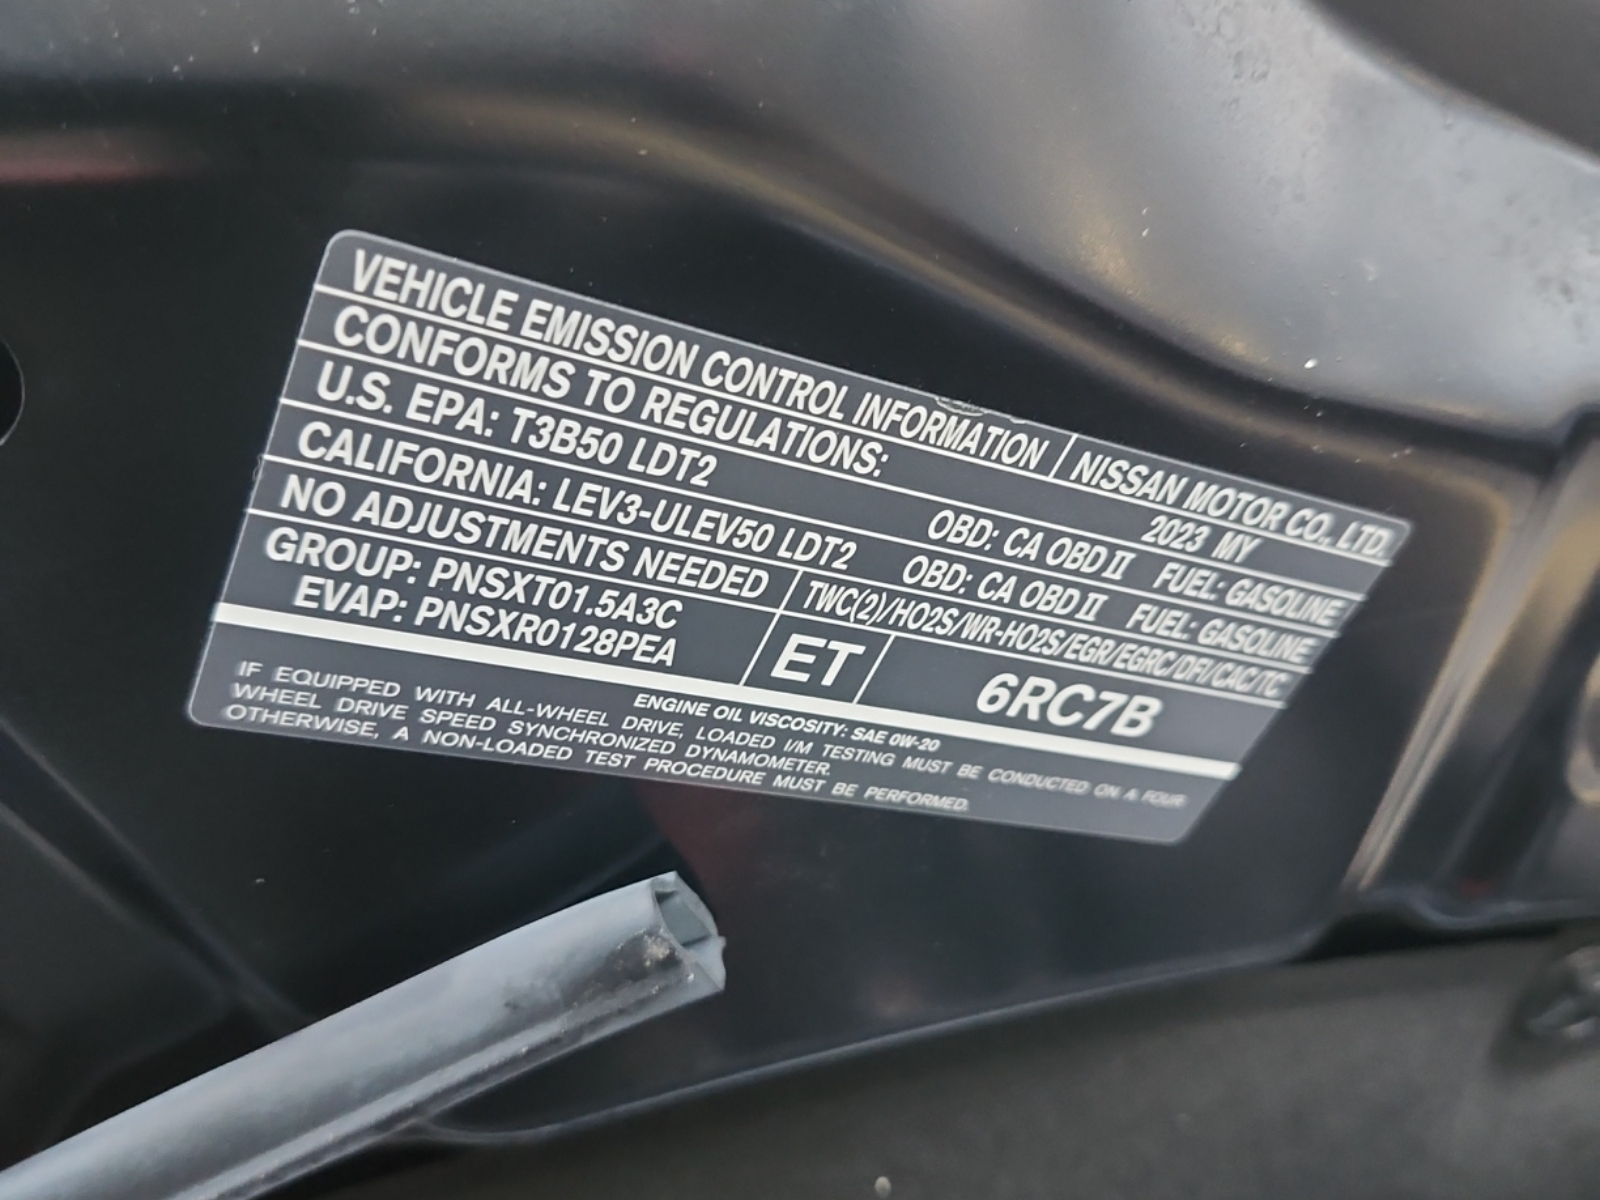 VEHICLE EMISSION CONTROL INFORMATION NISSAN MOTOR CO., LTD.
CONFORMS TO REGULATIONS: 2023 MY
U.S. EPA: T3B50 LDT2 OBD: CA OBD II FUEL: GASOLINE
CALIFORNIA: LEV3-ULEV50 LDT2 OBD: CA OBD II FUEL: GASOLINE
NO ADJUSTMENTS NEEDED TWC(2)/HO2S/WR-HO2S/EGR/EGRC/DFI/CAC/TC
GROUP: PNSXT01.5A3C
EVAP: PNSXR0128PEA
ET
6RC7B
ENGINE OIL VISCOSITY: SAE 0W-20
IF EQUIPPED WITH ALL-WHEEL DRIVE, LOADED I/M TESTING MUST BE CONDUCTED ON A FOUR
WHEEL DRIVE SPEED SYNCHRONIZED DYNAMOMETER.
OTHERWISE, A NON-LOADED TEST PROCEDURE MUST BE PERFORMED.